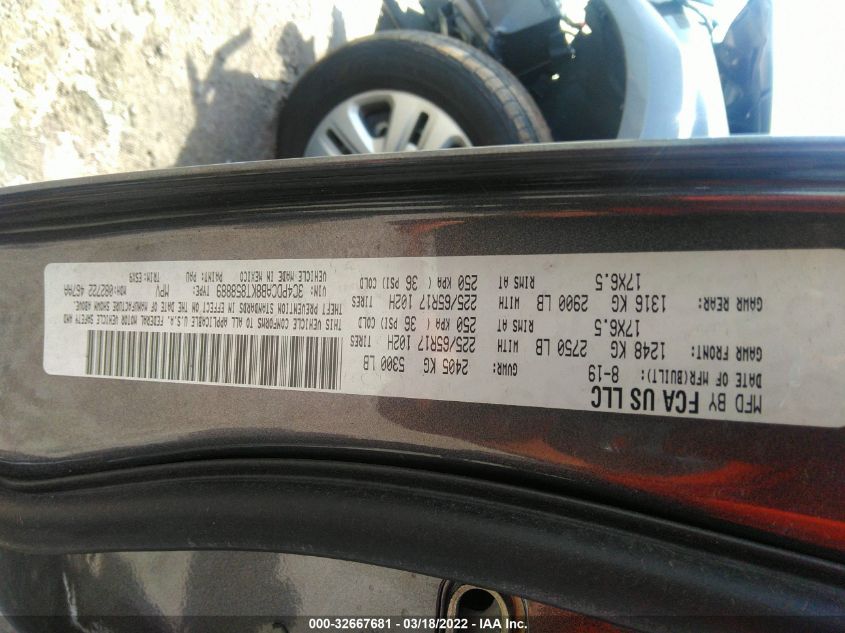 MFD BY FCA US LLC
DATE OF MFR(BUILT): 8-19 GVWR: 2405 KG 5300 LB
GAWR FRONT: 1248 KG 2750 LB WITH TIRES 225/65R17 102H
RIMS AT 17X6.5 250 KPA ( 36 PSI) COLD
GAWR REAR: 1316 KG 2900 LB WITH TIRES 225/65R17 102H
RIMS AT 17X6.5 250 KPA ( 36 PSI) COLD
THIS VEHICLE CONFORMS TO ALL APPLICABLE U.S.A. FEDERAL MOTOR VEHICLE SAFETY AND
THEFT PREVENTION STANDARDS IN EFFECT ON THE DATE OF MANUFACTURE SHOWN ABOVE.
VIN: 3C4PDCAB8KT858889 TYPE: MPV MDH:082722 467AA
VEHICLE MADE IN MEXICO PAINT: PAU TRIM:E5X9
000-32667681 - 03/18/2022 - IAA Inc.